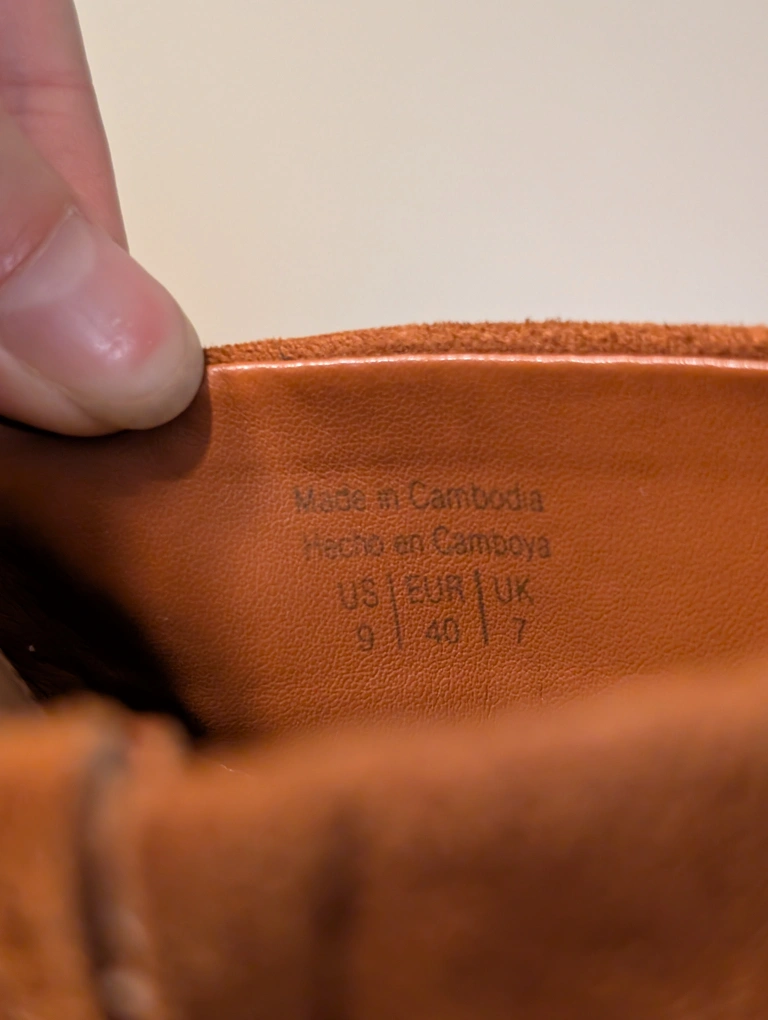 Made in Cambodia
Hecho en Camboya
US | EUR | UK
9 | 40 | 7